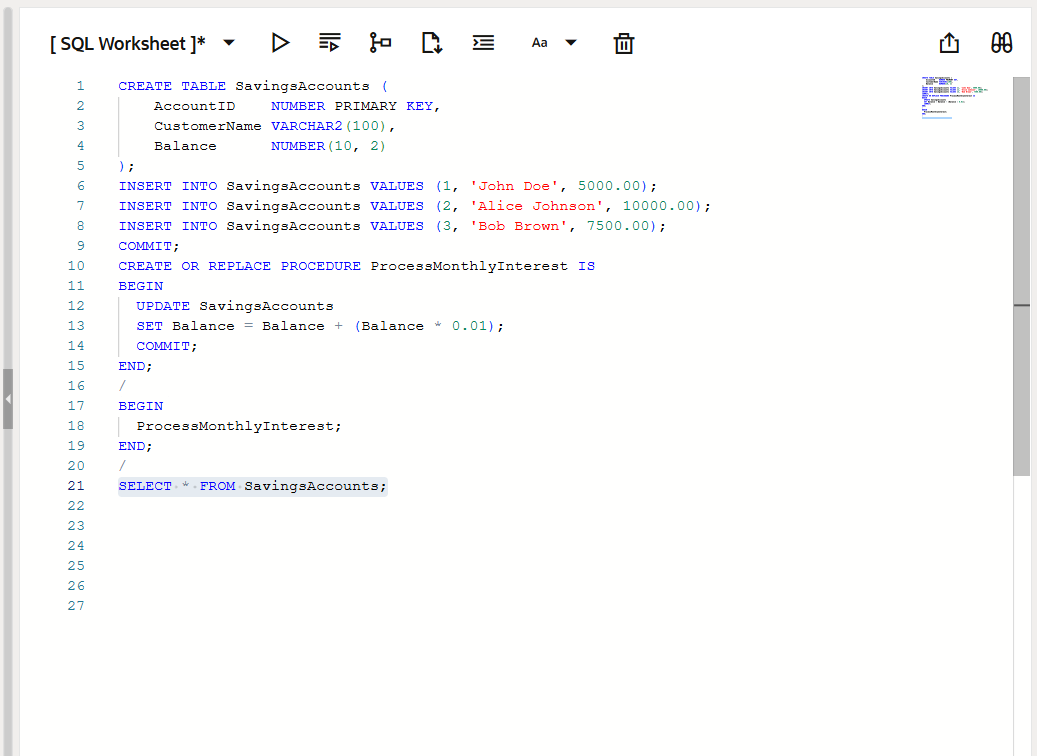 [ SQL Worksheet ]*
Aa
1 CREATE TABLE SavingsAccounts (
2 AccountID NUMBER PRIMARY KEY,
3 CustomerName VARCHAR2(100),
4 Balance NUMBER(10, 2)
5 );
6 INSERT INTO SavingsAccounts VALUES (1, 'John Doe', 5000.00);
7 INSERT INTO SavingsAccounts VALUES (2, 'Alice Johnson', 10000.00);
8 INSERT INTO SavingsAccounts VALUES (3, 'Bob Brown', 7500.00);
9 COMMIT;
10 CREATE OR REPLACE PROCEDURE ProcessMonthlyInterest IS
11 BEGIN
12 UPDATE SavingsAccounts
13 SET Balance = Balance + (Balance * 0.01);
14 COMMIT;
15 END;
16 /
17 BEGIN
18 ProcessMonthlyInterest;
19 END;
20 /
21 SELECT * FROM SavingsAccounts;
22
23
24
25
26
27